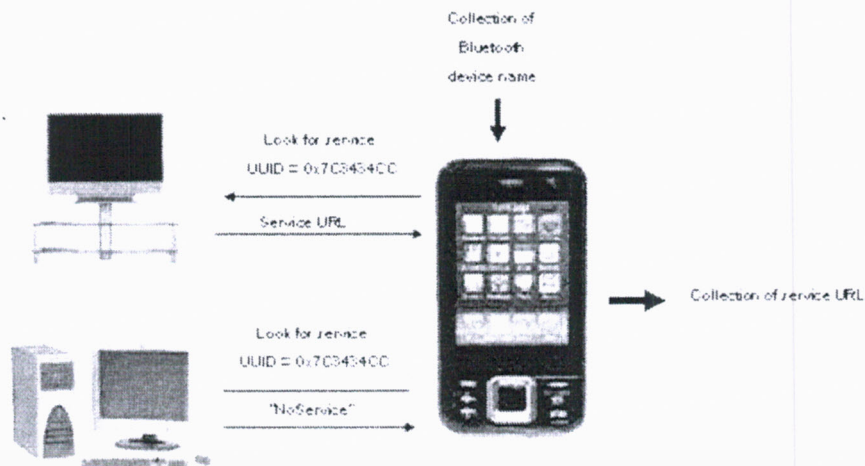 Collection of
Bluetooth
device name
Look for service
UUID = 0x7C3434CC
Service URL
Collection of service URL
Look for service
UUID = 0x7C3434CC
"NoService"